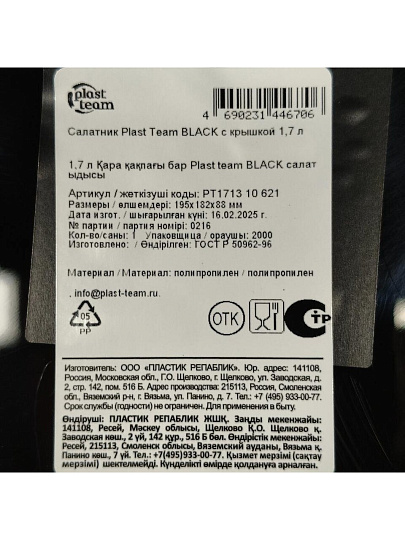 plast team
4 690231 446706
Салатник Plast Team BLACK с крышкой 1,7 л
1,7 л Қара қақпағы бар Plast team BLACK салат
ыдысы
Артикул / жеткізуші коды: PT1713 10 621
Размеры / өлшемдері: 195х182х88 мм
Дата изгот. / шығарылған күні: 16.02.2025 г.
№ партии / партия номірі: 0216
Кол-во/саны: 1 Упаковщица / ораушы: 2000
Изготовлено / Өндірілген: ГОСТ Р 50962-96
Материал / Материал: полипропилен / полипропилен
, info@plast-team.ru
05
PP
ОТК
СТР
Изготовитель: ООО «ПЛАСТИК РЕПАБЛИК». Юр. адрес: 141108,
Россия, Московская обл., Г.О. Щелково, г. Щелково, ул. Заводская, д.
2, стр. 142, пом. 516 Б. Адрес производства: 215113, Россия, Смоленская
обл., Вяземский р-н, г. Вязьма, ул. Панино, д. 7. Тел.: +7 (495) 933-00-77.
Срок службы (годности) не ограничен. Для применения в быту.
Өндіруші: ПЛАСТИК РЕПАБЛИК ЖШҚ. Заңды мекенжайы:
141108, Ресей, Мәскеу облысы, Щелково Қ.О. Щелково қ.
Заводская көш., 2 үй, 142 құр., 516 Б бөл. Өндіріс мекенжайы:
Ресей, 215113, Смоленск облысы, Вяземск ауданы, Вязьма қ.
Панино көш., 7 үй. Тел.: +7(495)933-00-77. Қызмет мерзімі (сақтау
мерзімі) шектелмейді. Күнделікті өмірде қолдануға арналған.